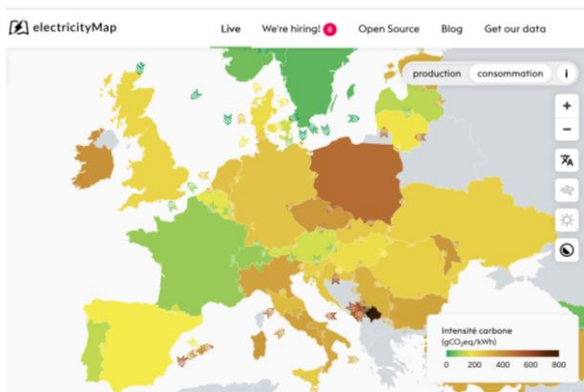 electricityMap
Live We're hiring! 8 Open Source Blog Get our data
production consommation i
+
−
Intensité carbone
(gCO₂eq/kWh)
0 200 400 600 800